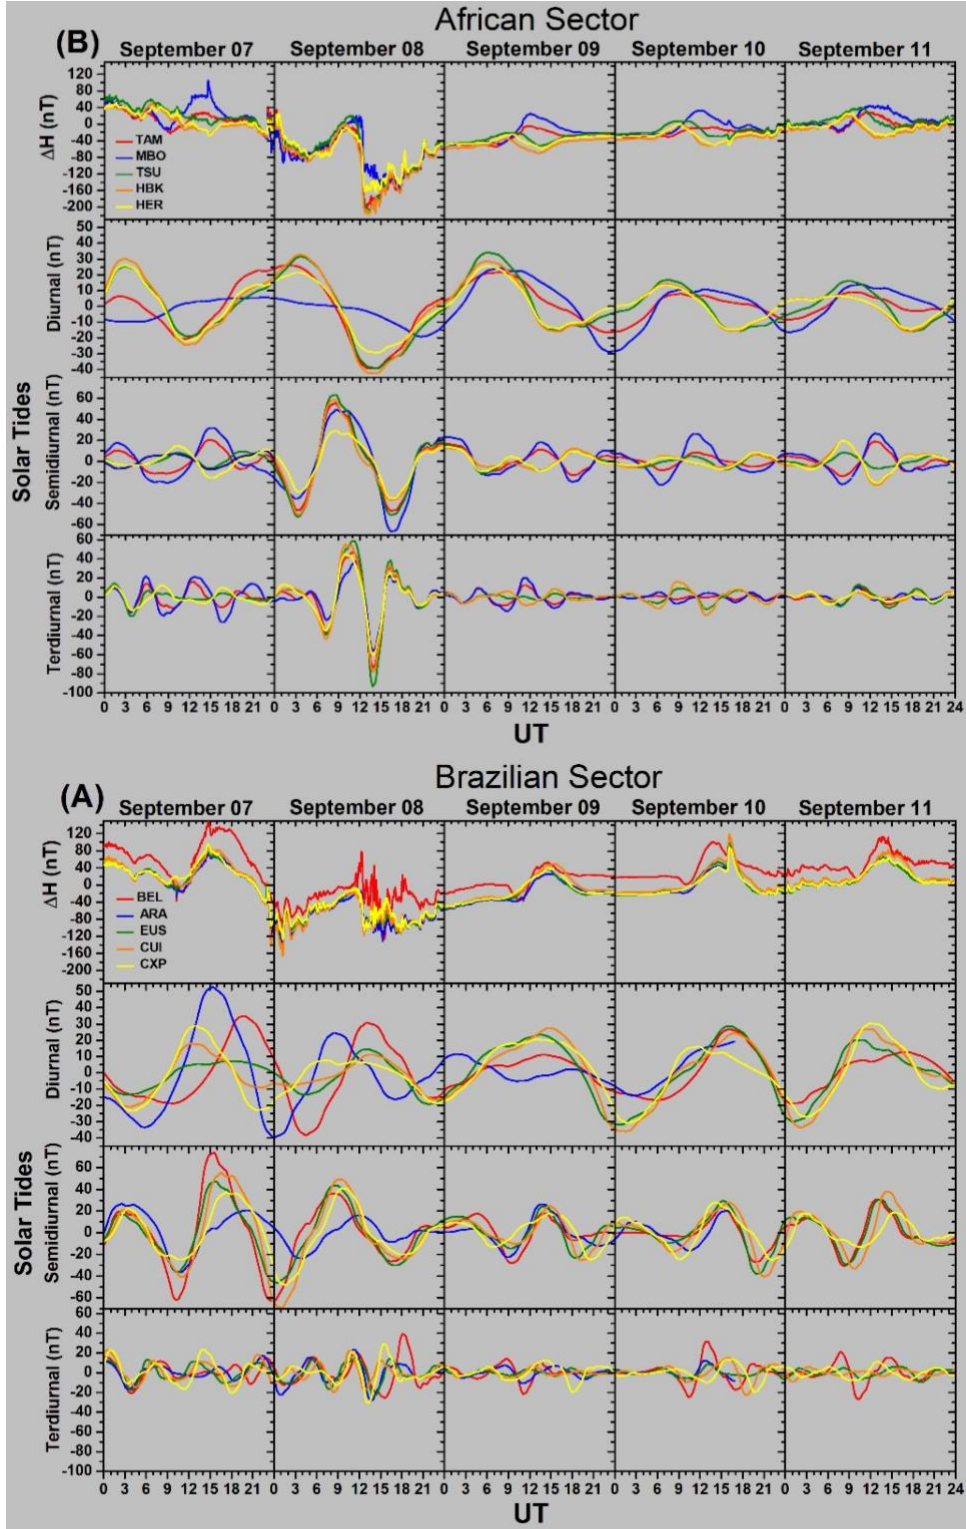 African Sector
(B)
September 07 September 08 September 09 September 10 September 11
ΔH (nT)
120
80
40
0
-40
-80
-120
-160
-200
TAM
MBO
TSU
HBK
HER
Solar Tides
Diurnal (nT)
50
40
30
20
10
0
-10
-20
-30
-40
Semidiurnal (nT)
60
40
20
0
-20
-40
-60
Terdiurnal (nT)
60
40
20
0
-20
-40
-60
-80
-100
0 3 6 9 12 15 18 21 0 3 6 9 12 15 18 21 0 3 6 9 12 15 18 21 0 3 6 9 12 15 18 21 0 3 6 9 12 15 18 21 24
UT
Brazilian Sector
(A)
September 07 September 08 September 09 September 10 September 11
ΔH (nT)
120
80
40
0
-40
-80
-120
-160
-200
BEL
ARA
EUS
CUI
CXP
Solar Tides
Diurnal (nT)
50
40
30
20
10
0
-10
-20
-30
-40
Semidiurnal (nT)
60
40
20
0
-20
-40
-60
Terdiurnal (nT)
60
40
20
0
-20
-40
-60
-80
-100
0 3 6 9 12 15 18 21 0 3 6 9 12 15 18 21 0 3 6 9 12 15 18 21 0 3 6 9 12 15 18 21 0 3 6 9 12 15 18 21 24
UT